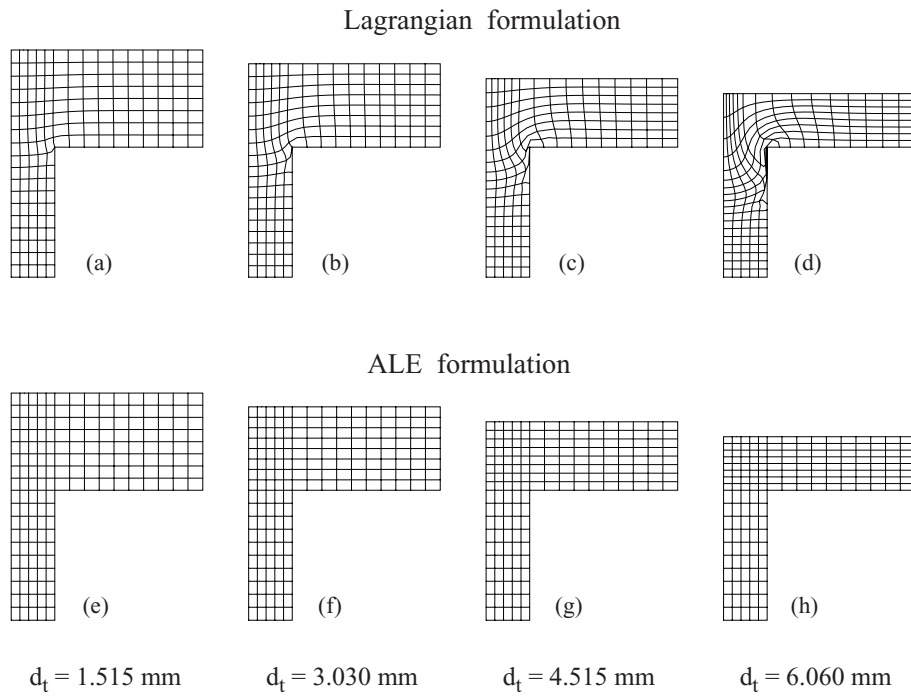 Lagrangian formulation
(a) (b) (c) (d)
ALE formulation
(e) (f) (g) (h)
d_t = 1.515 mm d_t = 3.030 mm d_t = 4.515 mm d_t = 6.060 mm